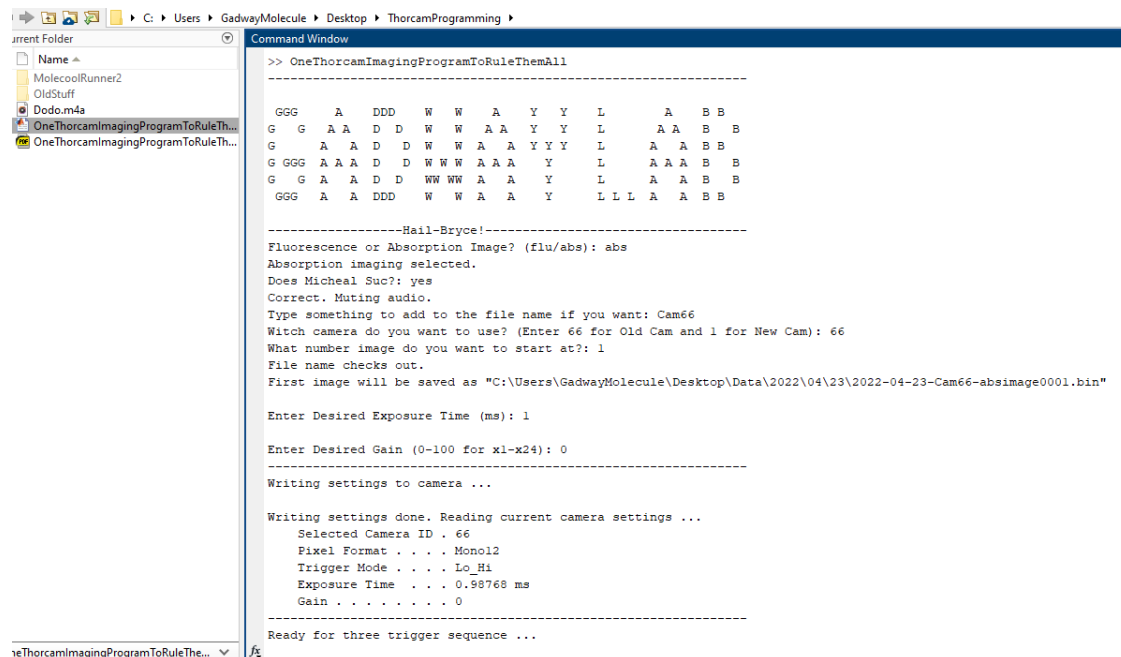 C: ▸ Users ▸ GadwayMolecule ▸ Desktop ▸ ThorcamProgramming ▸
urrent Folder
Name
MolecoolRunner2
OldStuff
Dodo.m4a
OneThorcamImagingProgramToRuleTh...
OneThorcamImagingProgramToRuleTh...
neThorcamImagingProgramToRuleThe...
Command Window
>> OneThorcamImagingProgramToRuleThemAll
----------------------------------------------------------------
GGG A DDD W W A Y Y L A B B
G G A A D D W W A A Y Y L A A B B
G A A D D W W A A Y Y Y L A A B B
G GGG A A A D D W W W A A A Y L A A A B B
G G A A D D WW WW A A Y L A A B B
GGG A A DDD W W A A Y L L L A A B B
------------------Hail-Bryce!-----------------------------------
Fluorescence or Absorption Image? (flu/abs): abs
Absorption imaging selected.
Does Micheal Suc?: yes
Correct. Muting audio.
Type something to add to the file name if you want: Cam66
Witch camera do you want to use? (Enter 66 for Old Cam and 1 for New Cam): 66
What number image do you want to start at?: 1
File name checks out.
First image will be saved as "C:\Users\GadwayMolecule\Desktop\Data\2022\04\23\2022-04-23-Cam66-absimage0001.bin"
Enter Desired Exposure Time (ms): 1
Enter Desired Gain (0-100 for x1-x24): 0
----------------------------------------------------------------
Writing settings to camera ...
Writing settings done. Reading current camera settings ...
Selected Camera ID . 66
Pixel Format . . . . Mono12
Trigger Mode . . . . Lo_Hi
Exposure Time . . . 0.98768 ms
Gain . . . . . . . . 0
----------------------------------------------------------------
Ready for three trigger sequence ...
fx